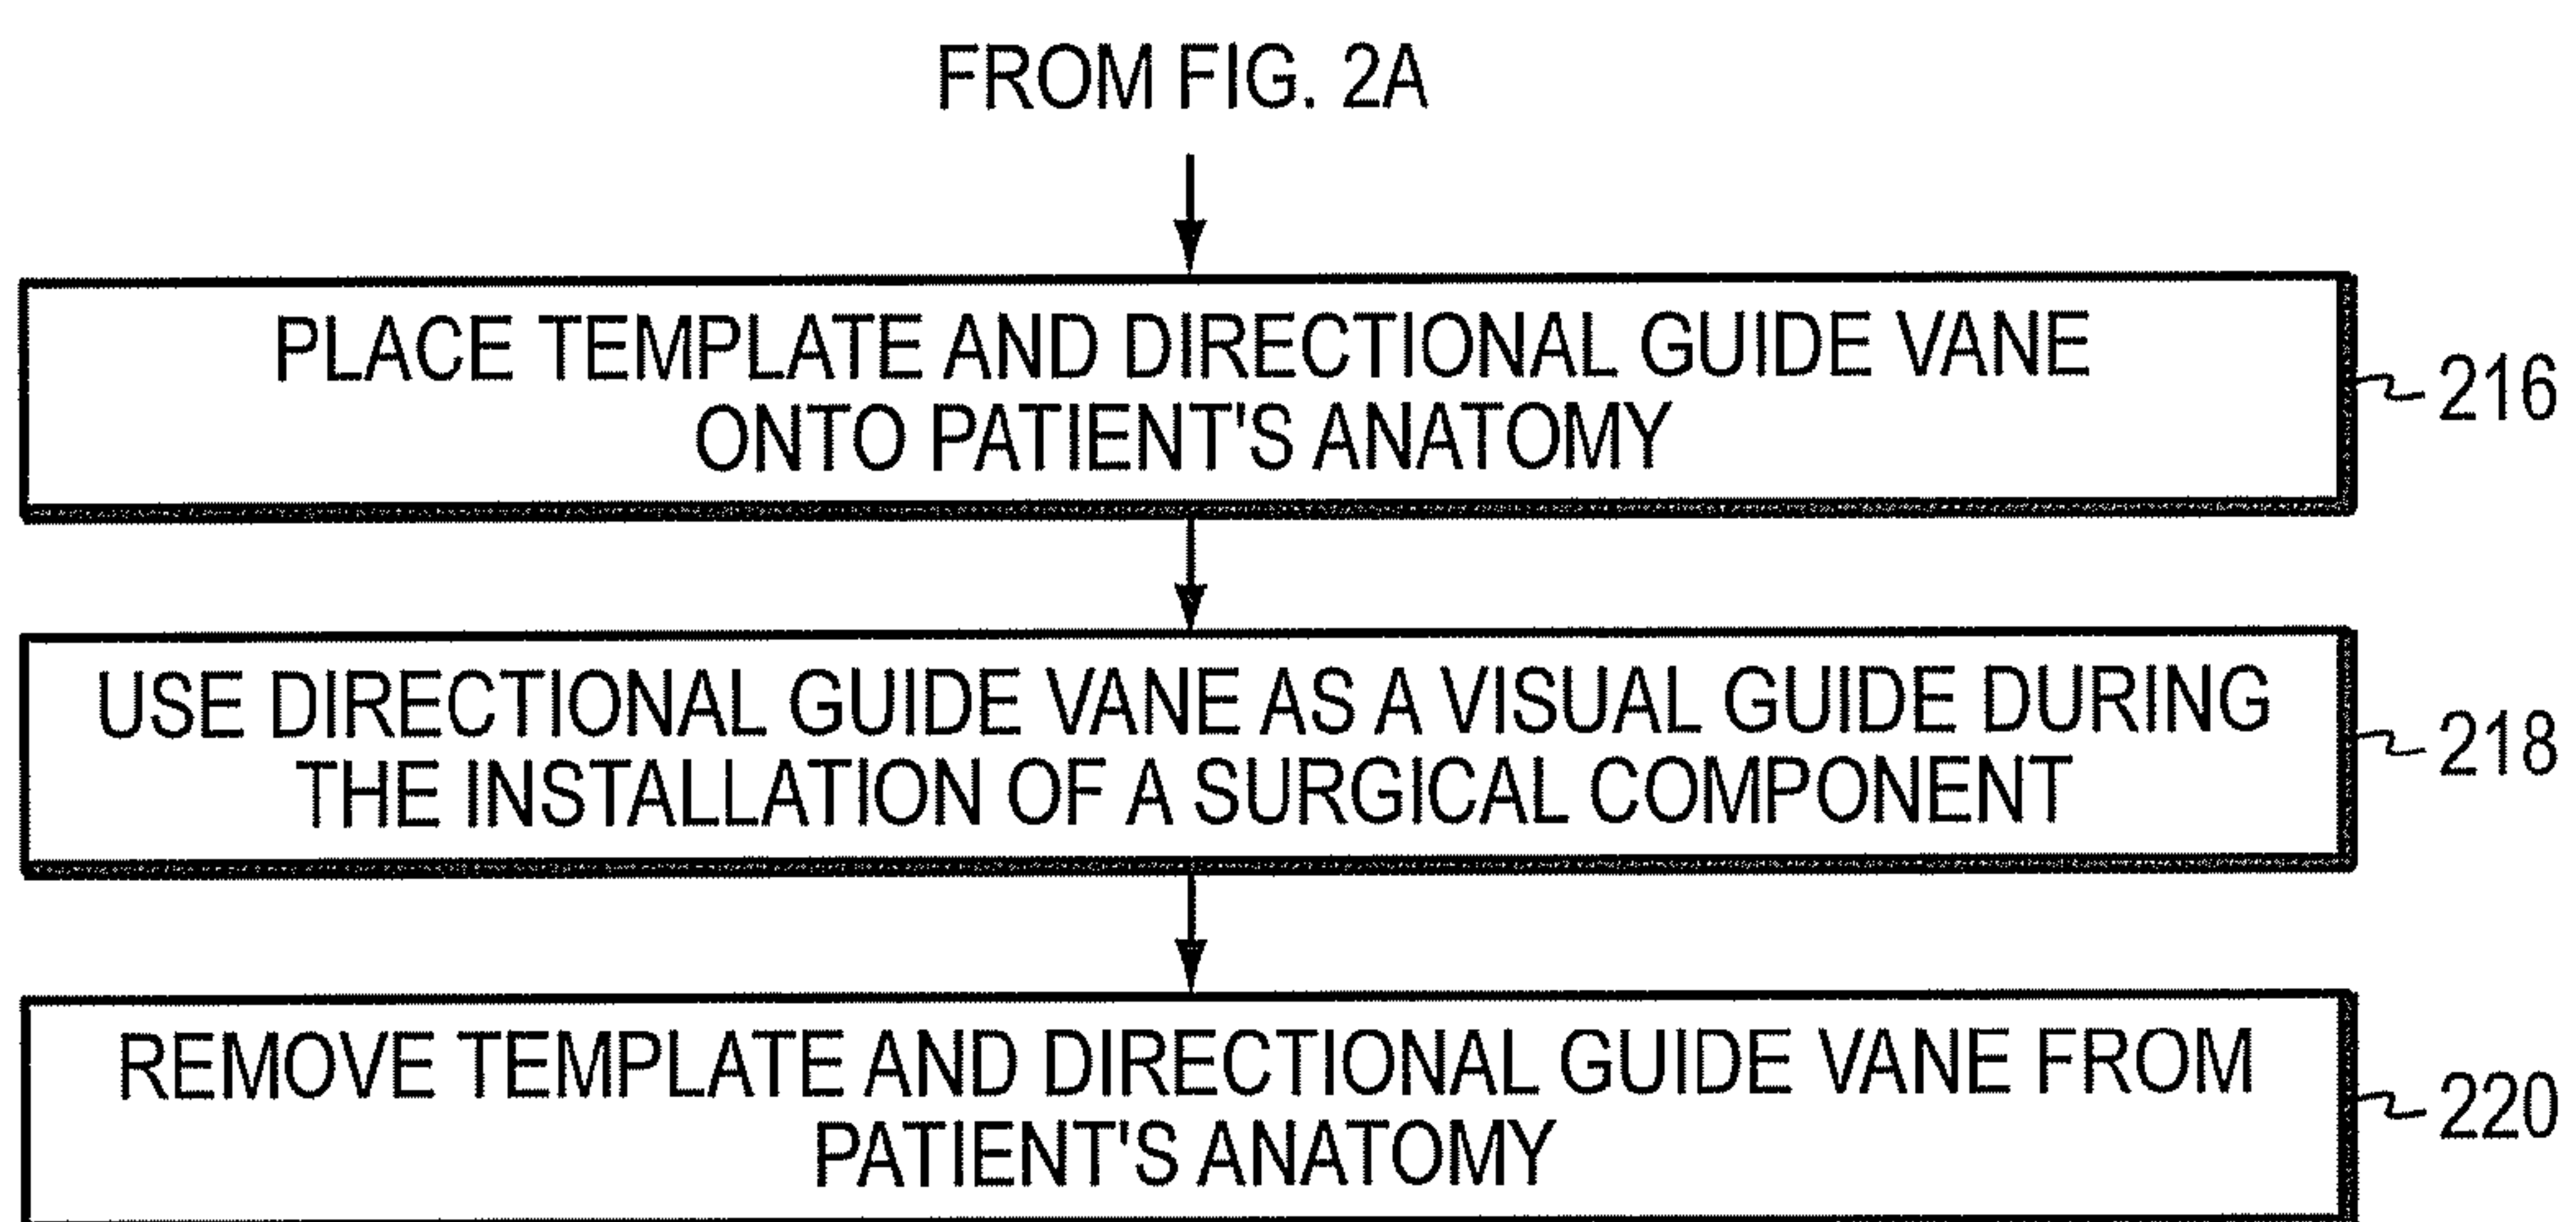 FROM FIG. 2A
PLACE TEMPLATE AND DIRECTIONAL GUIDE VANE
ONTO PATIENT'S ANATOMY
216
USE DIRECTIONAL GUIDE VANE AS A VISUAL GUIDE DURING
THE INSTALLATION OF A SURGICAL COMPONENT
218
REMOVE TEMPLATE AND DIRECTIONAL GUIDE VANE FROM
PATIENT'S ANATOMY
220